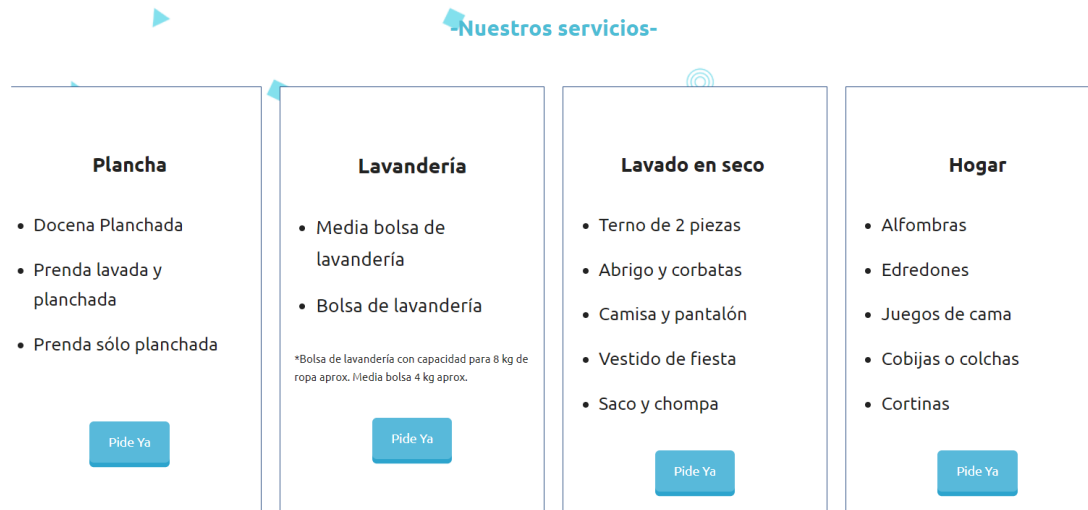 -Nuestros servicios-
Plancha
• Docena Planchada
• Prenda lavada y
planchada
• Prenda sólo planchada
Pide Ya
Lavandería
• Media bolsa de
lavandería
• Bolsa de lavandería
*Bolsa de lavandería con capacidad para 8 kg de
ropa aprox. Media bolsa 4 kg aprox.
Pide Ya
Lavado en seco
• Terno de 2 piezas
• Abrigo y corbatas
• Camisa y pantalón
• Vestido de fiesta
• Saco y chompa
Pide Ya
Hogar
• Alfombras
• Edredones
• Juegos de cama
• Cobijas o colchas
• Cortinas
Pide Ya